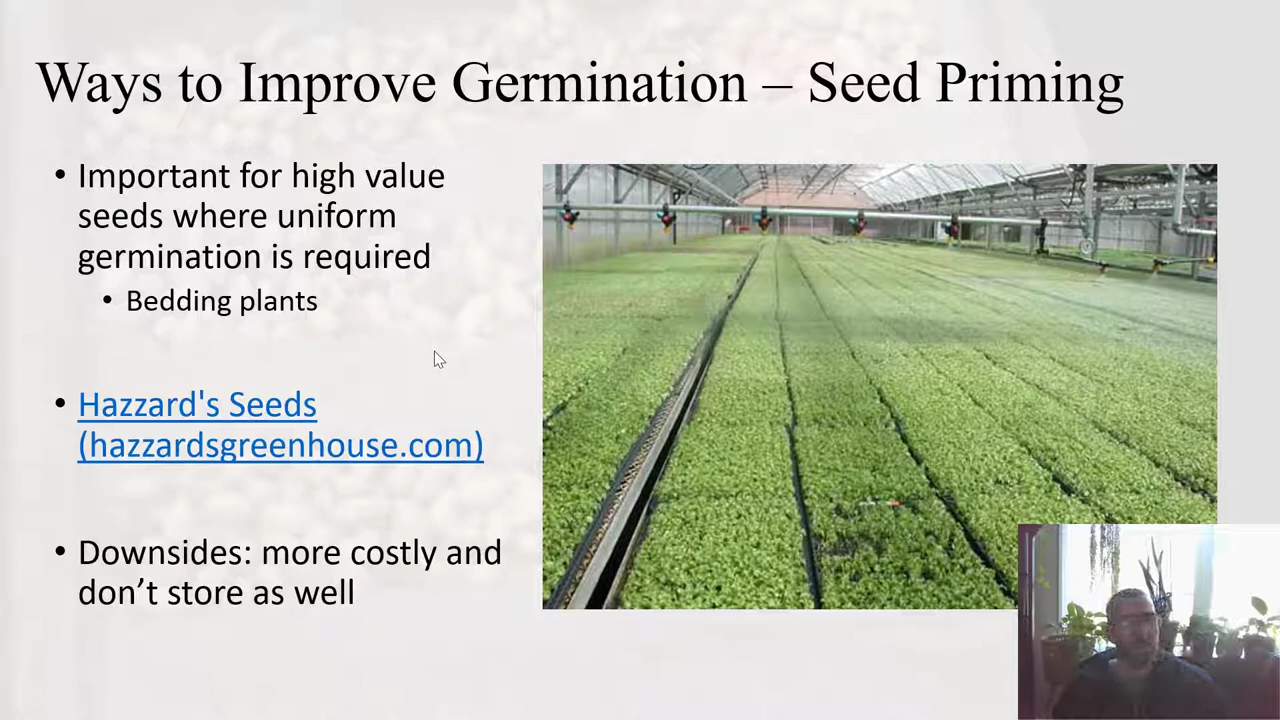 Ways to Improve Germination – Seed Priming
• Important for high value
seeds where uniform
germination is required
• Bedding plants
• Hazzard's Seeds
(hazzardsgreenhouse.com)
• Downsides: more costly and
don’t store as well